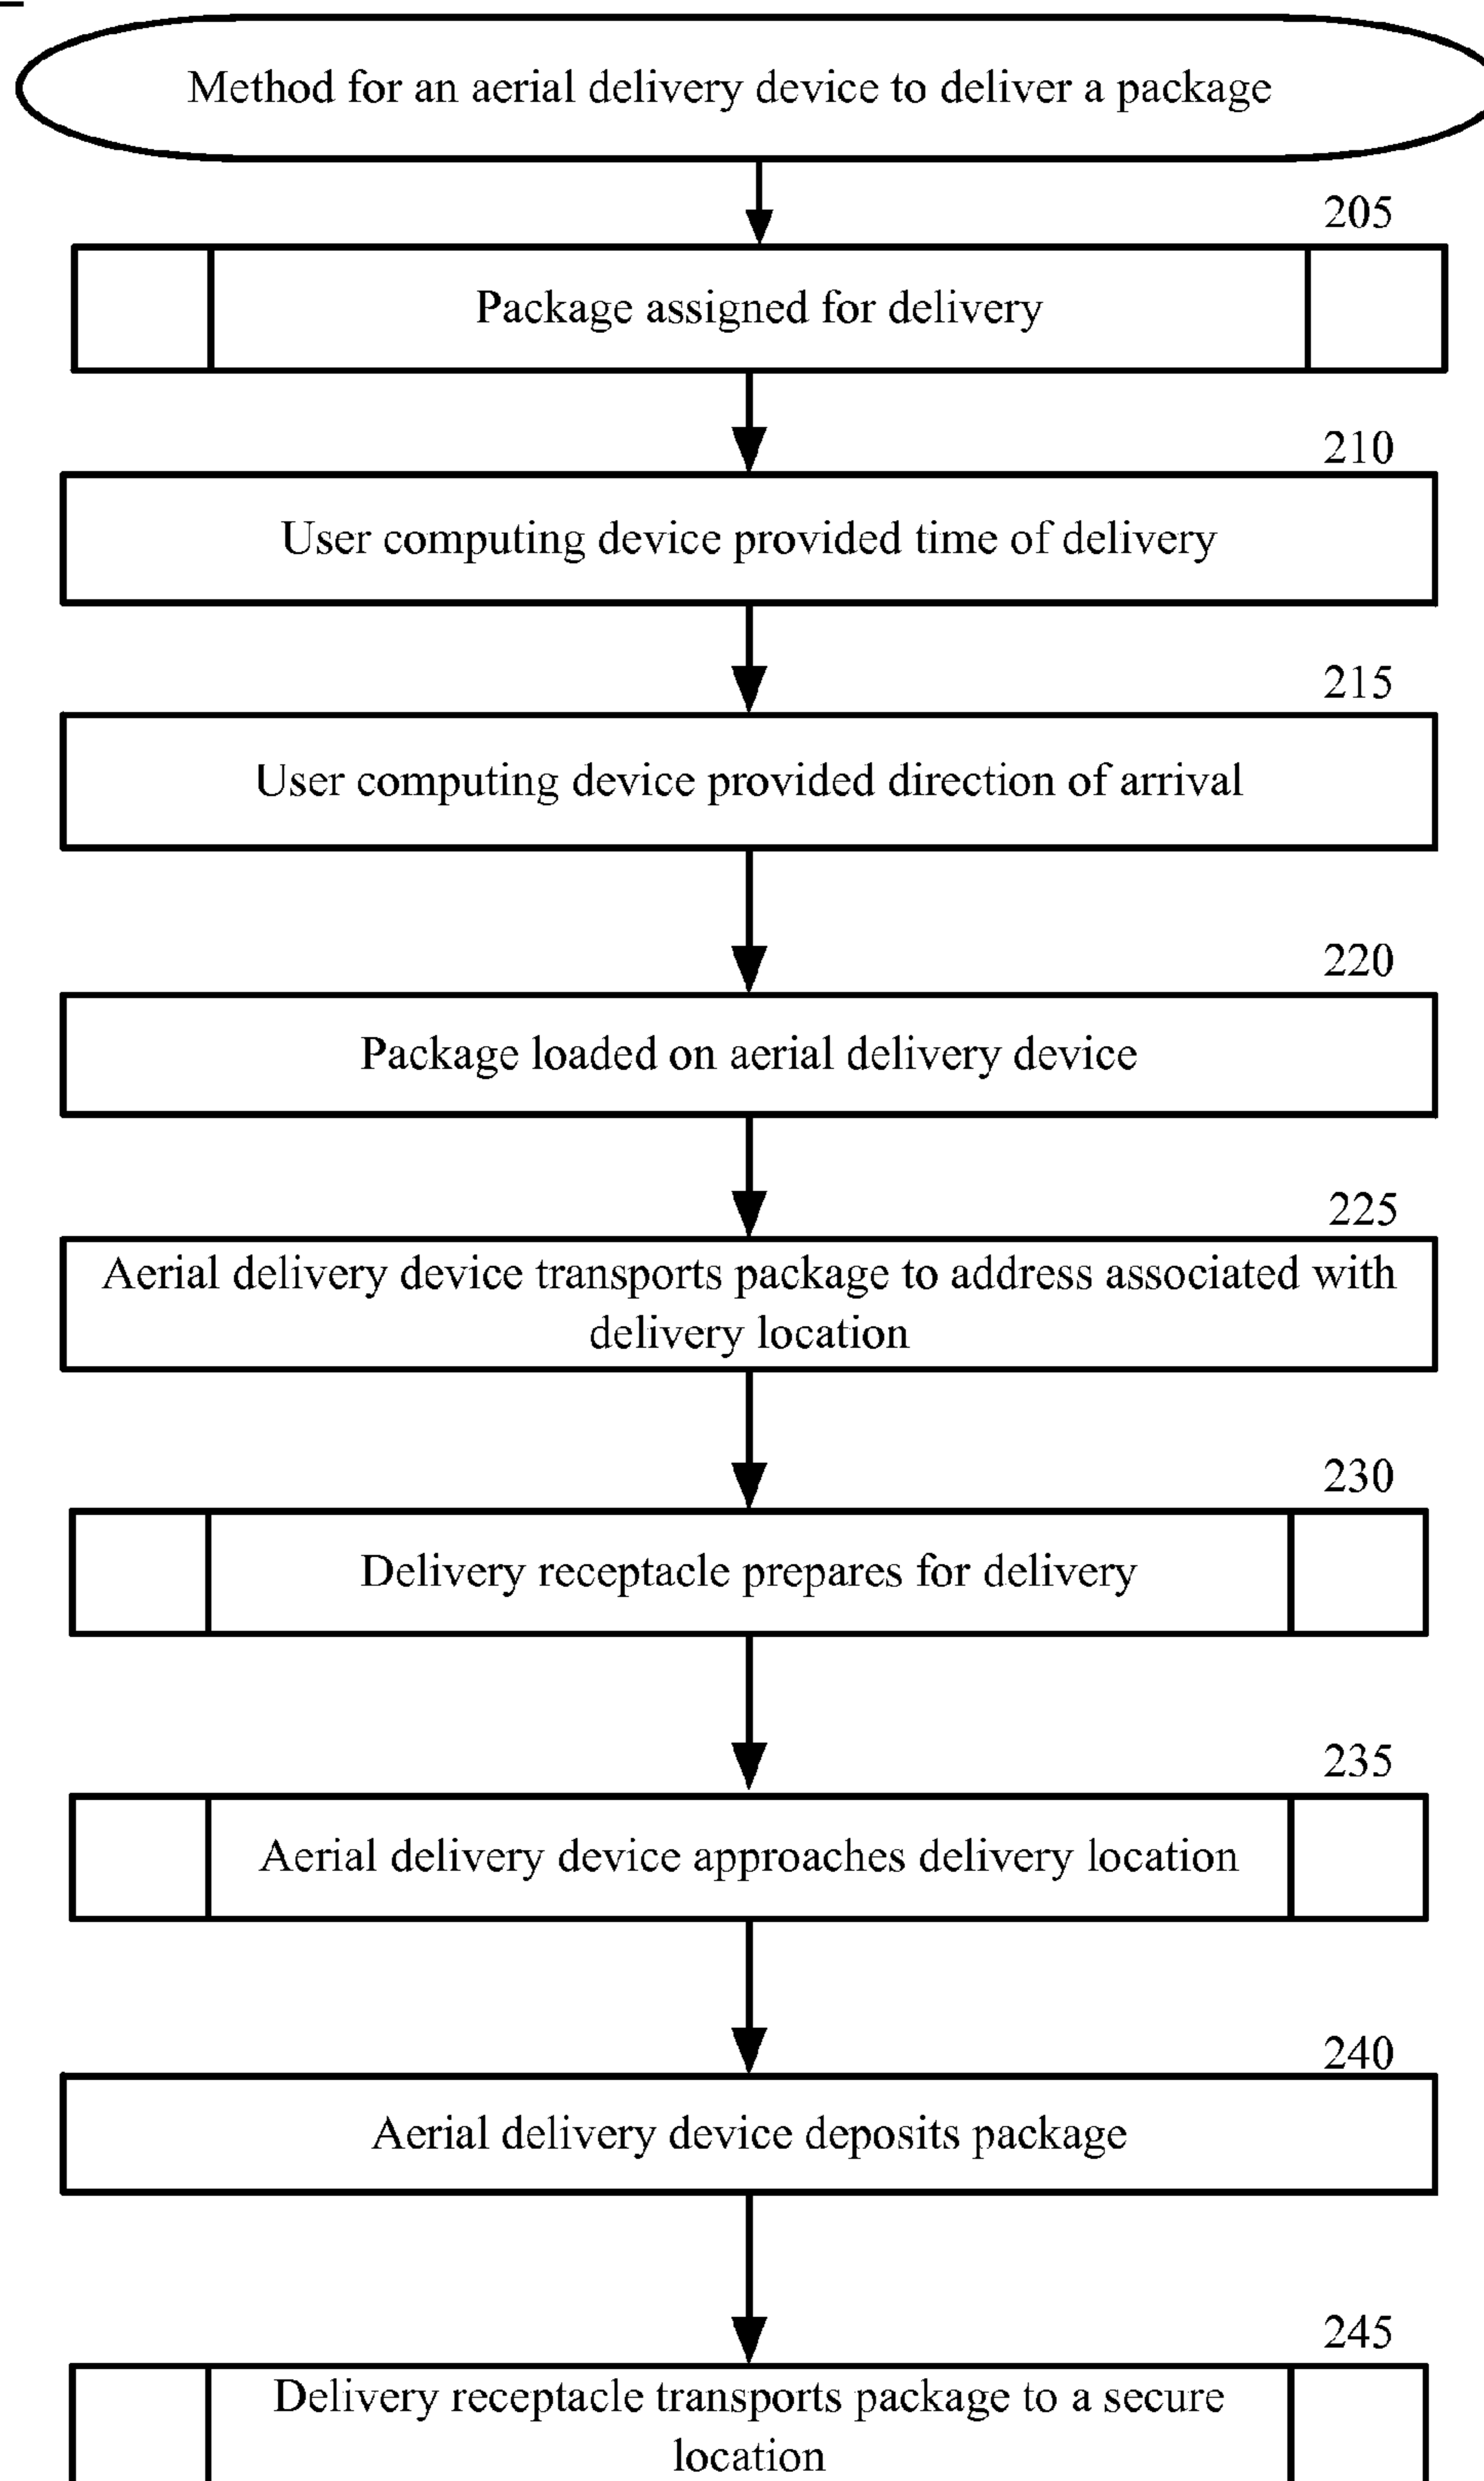 Method for an aerial delivery device to deliver a package
205
Package assigned for delivery
210
User computing device provided time of delivery
215
User computing device provided direction of arrival
220
Package loaded on aerial delivery device
225
Aerial delivery device transports package to address associated with
delivery location
230
Delivery receptacle prepares for delivery
235
Aerial delivery device approaches delivery location
240
Aerial delivery device deposits package
245
Delivery receptacle transports package to a secure
location